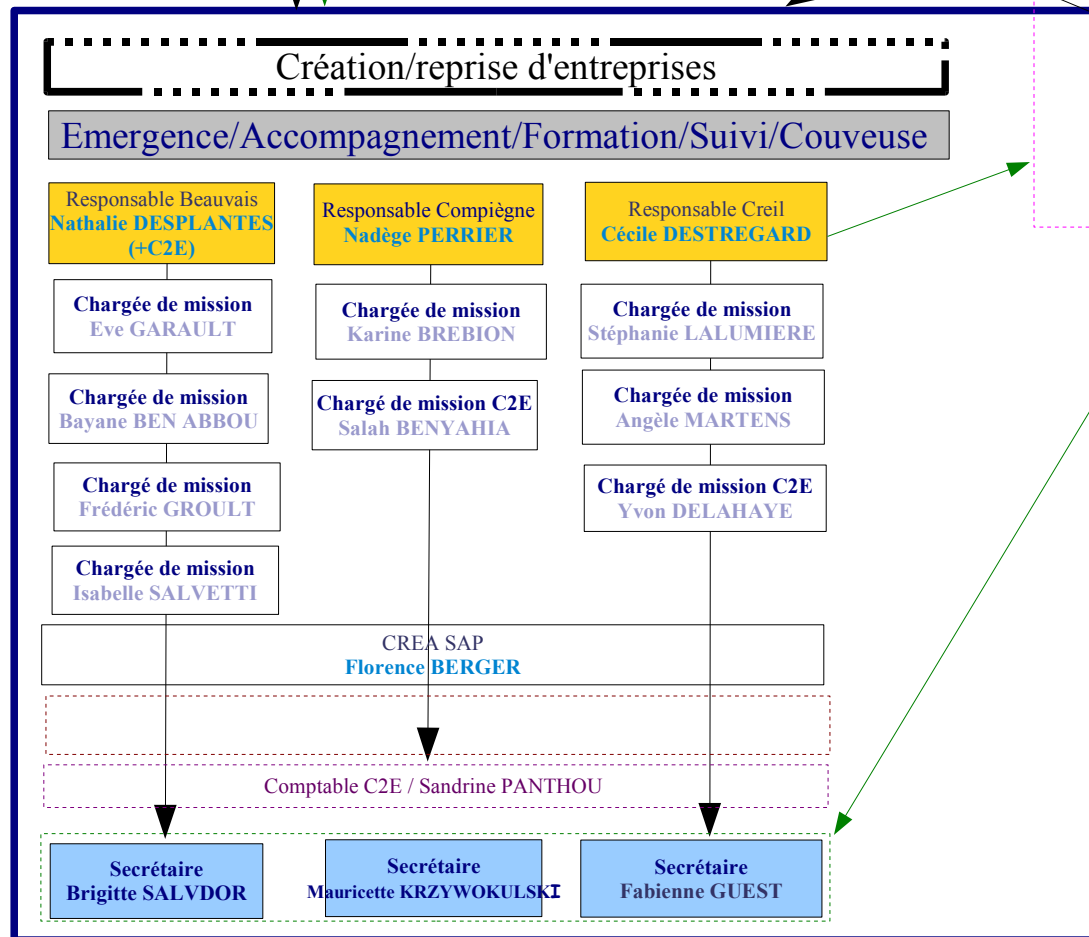 Création/reprise d'entreprises
Emergence/Accompagnement/Formation/Suivi/Couveuse
Responsable Beauvais
Nathalie DESPLANTES
(+C2E)
Chargée de mission
Eve GARAULT
Chargée de mission
Bayane BEN ABBOU
Chargé de mission
Frédéric GROULT
Chargée de mission
Isabelle SALVETTI
Responsable Compiègne
Nadège PERRIER
Chargée de mission
Karine BREBION
Chargé de mission C2E
Salah BENYAHIA
Responsable Creil
Cécile DESTREGARD
Chargée de mission
Stéphanie LALUMIERE
Chargée de mission
Angèle MARTENS
Chargé de mission C2E
Yvon DELAHAYE
CREA SAP
Florence BERGER
Comptable C2E / Sandrine PANTHOU
Secrétaire
Brigitte SALVDOR
Secrétaire
Mauricette KRZYWOKULSKI
Secrétaire
Fabienne GUEST